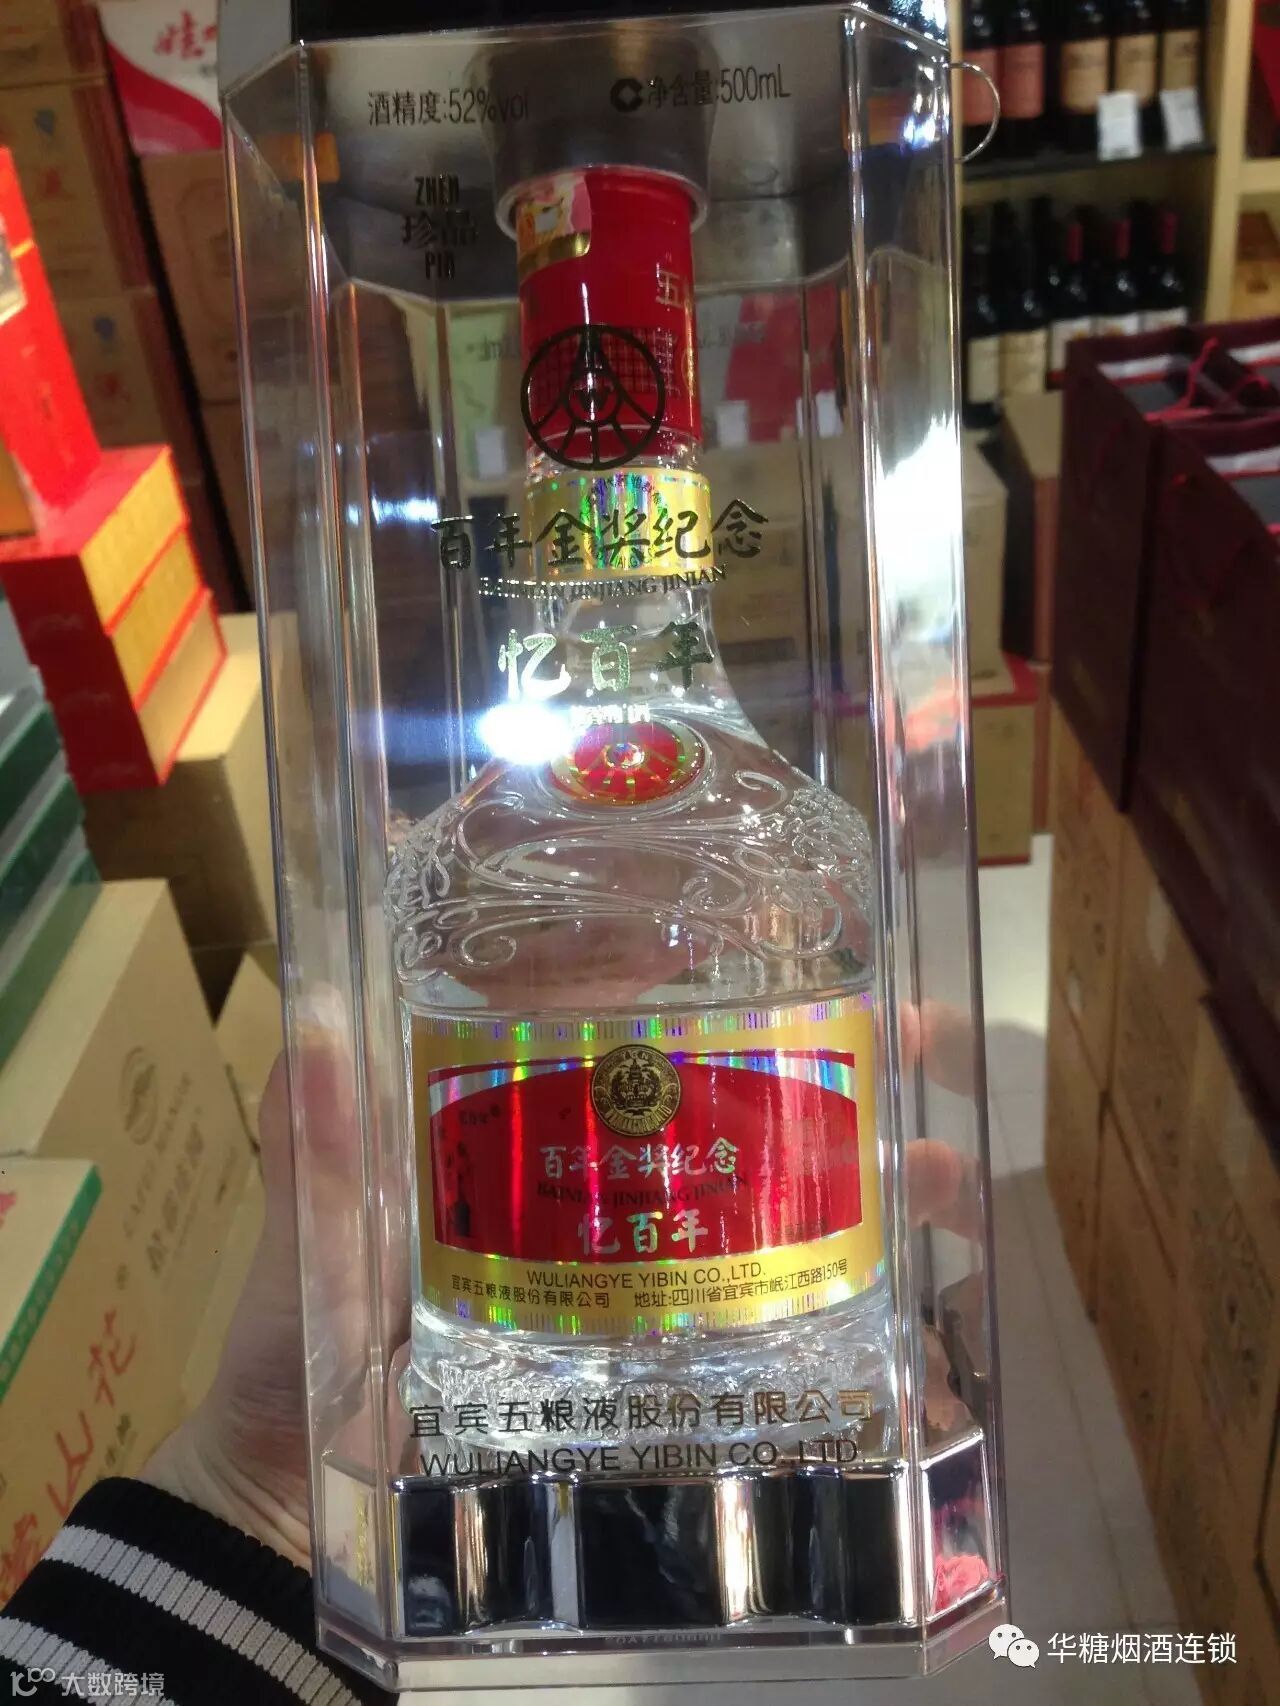 酒精度:52%vol
净含量:500mL
ZHEN
珍品
PIN
五
百年金奖纪念
BAINIAN JINJIANG JINIAN
忆百年
百年金奖纪念
BAINIAN JINJIANG JINIAN
忆百年
WULIANGYE YIBIN CO.,LTD.
宜宾五粮液股份有限公司 地址:四川省宜宾市岷江西路150号
宜宾五粮液股份有限公司
WULIANGYE YIBIN CO.,LTD.
华糖烟酒连锁
大数跨境